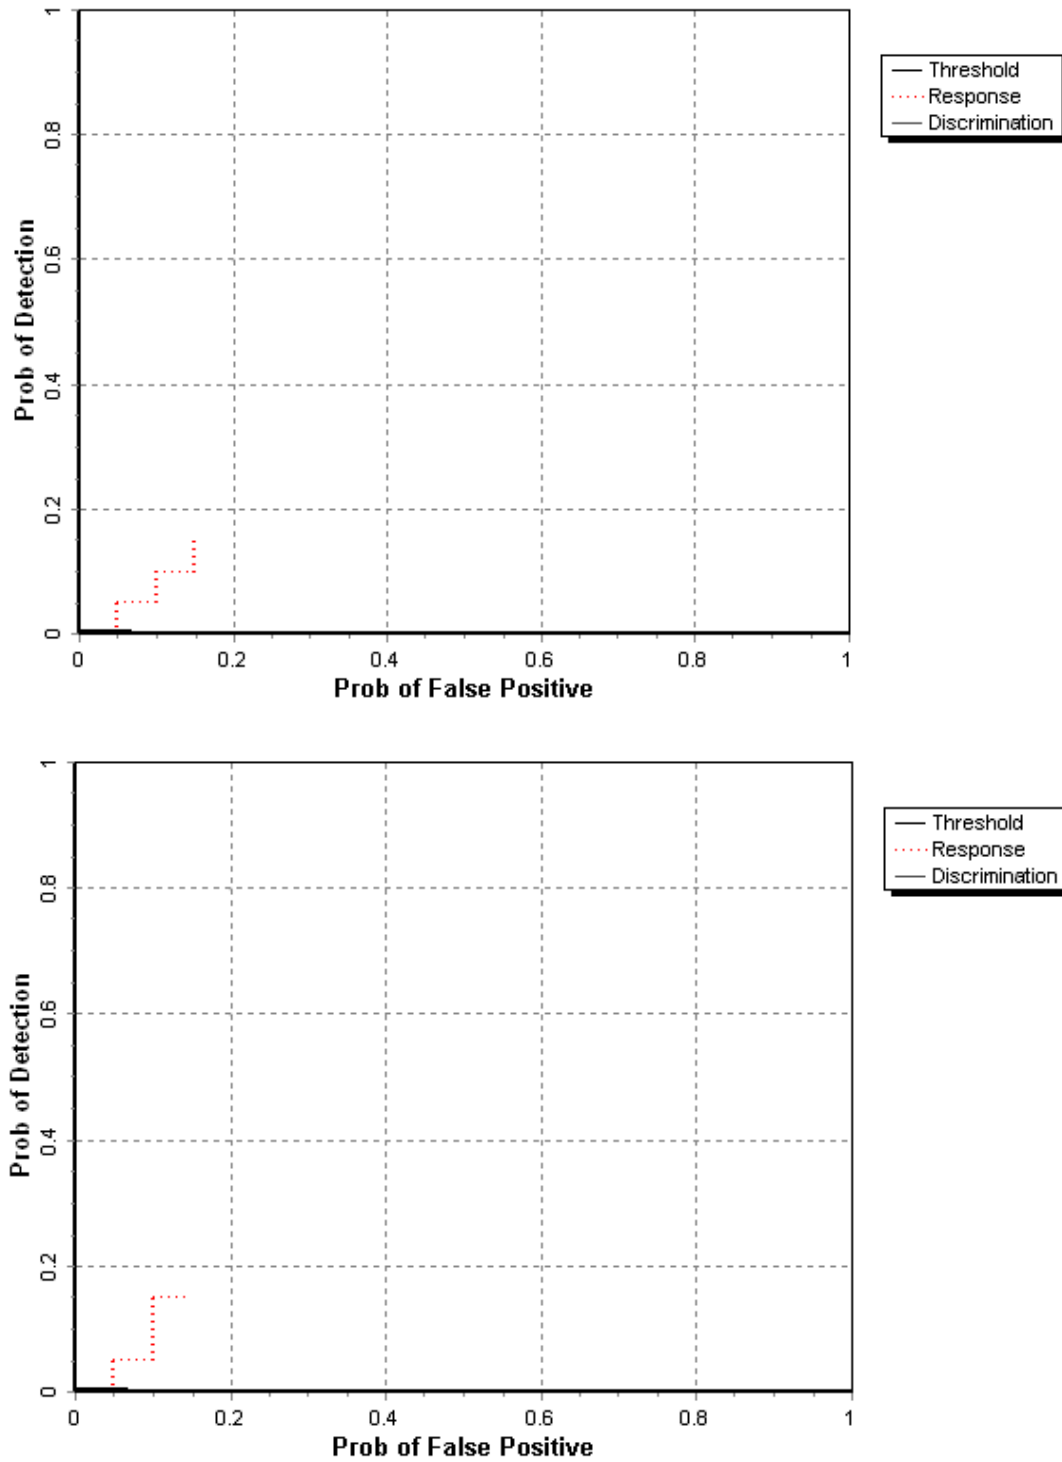 1
0.8
0.6
0.4
0.2
0
Prob of Detection
0 0.2 0.4 0.6 0.8 1
Prob of False Positive
Threshold
Response
Discrimination
1
0.8
0.6
0.4
0.2
0
Prob of Detection
0 0.2 0.4 0.6 0.8 1
Prob of False Positive
Threshold
Response
Discrimination